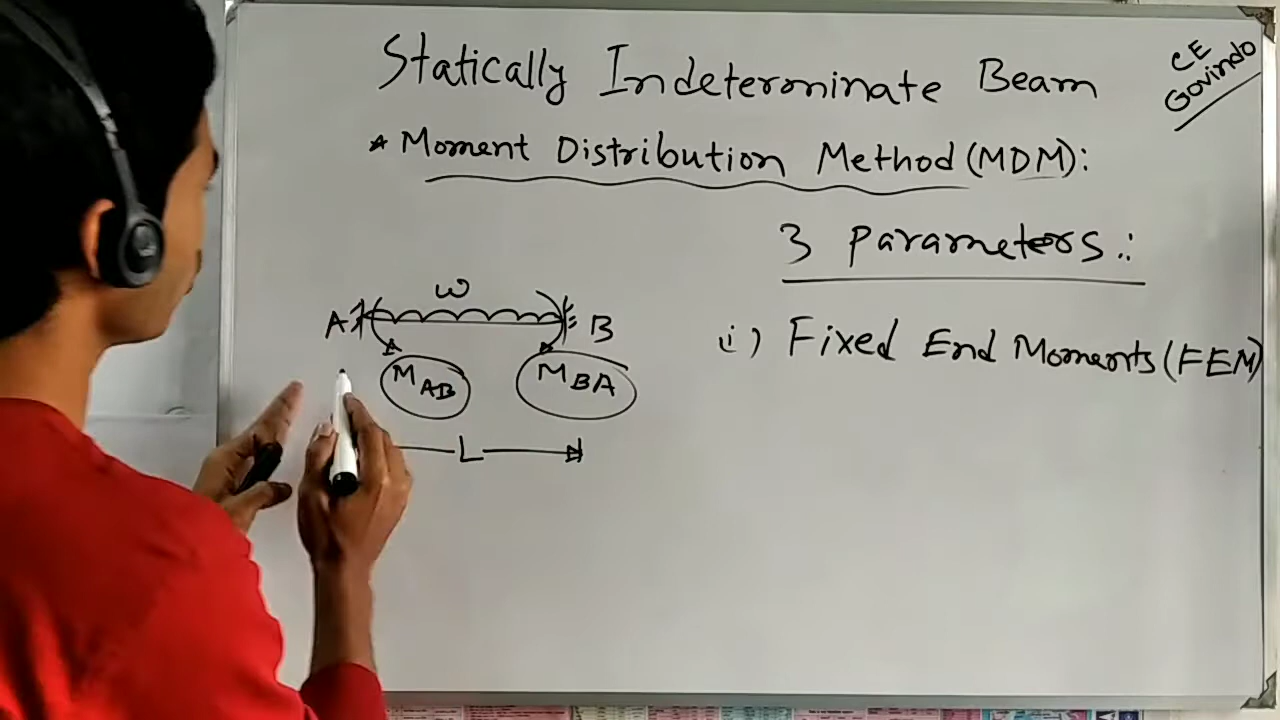 Statically Indeterminate Beam
CE
Govindo
* Moment Distribution Method (MDM):
3 Parameters:
i) Fixed End Moments (FEM)
A w B
MAB MBA
L